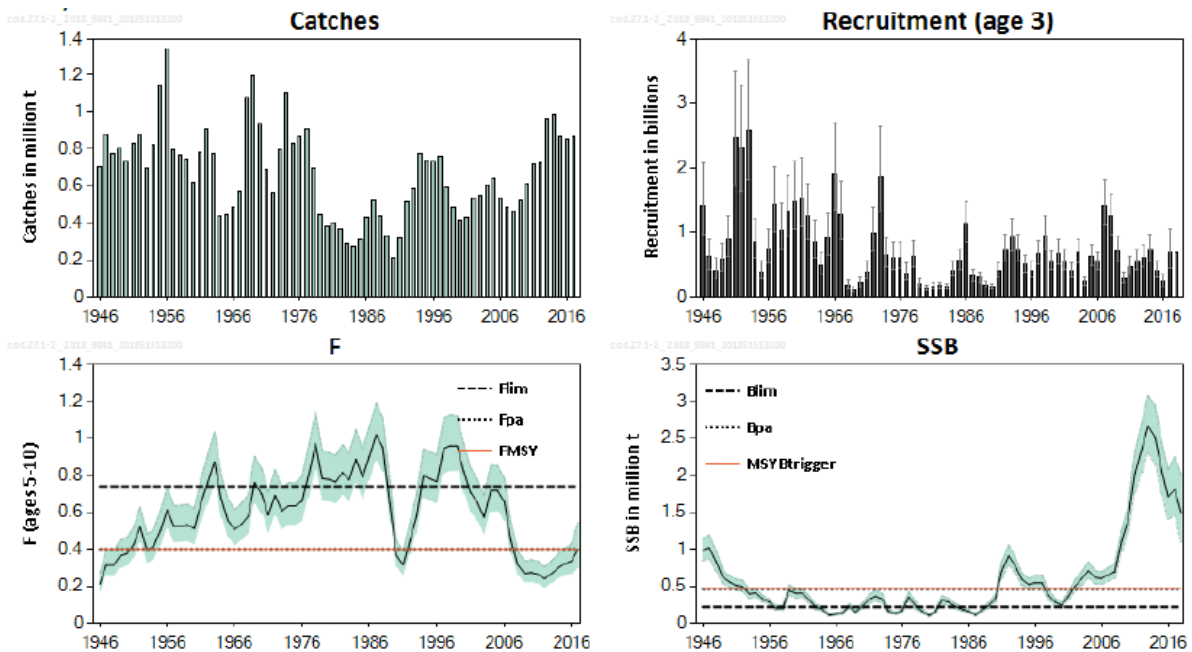 Catches
Catches in million t
1.4
1.2
1
0.8
0.6
0.4
0.2
0
1946 1956 1966 1976 1986 1996 2006 2016
Recruitment (age 3)
Recruitment in billions
4
3
2
1
0
1946 1956 1966 1976 1986 1996 2006 2016
F
F (ages 5-10)
1.4
1.2
1
0.8
0.6
0.4
0.2
0
Flim
Fpa
FMSY
1946 1956 1966 1976 1986 1996 2006 2016
SSB
SSB in million t
3.5
3
2.5
2
1.5
1
0.5
0
Blim
Bpa
MSYBtrigger
1946 1956 1966 1976 1986 1996 2006 2016